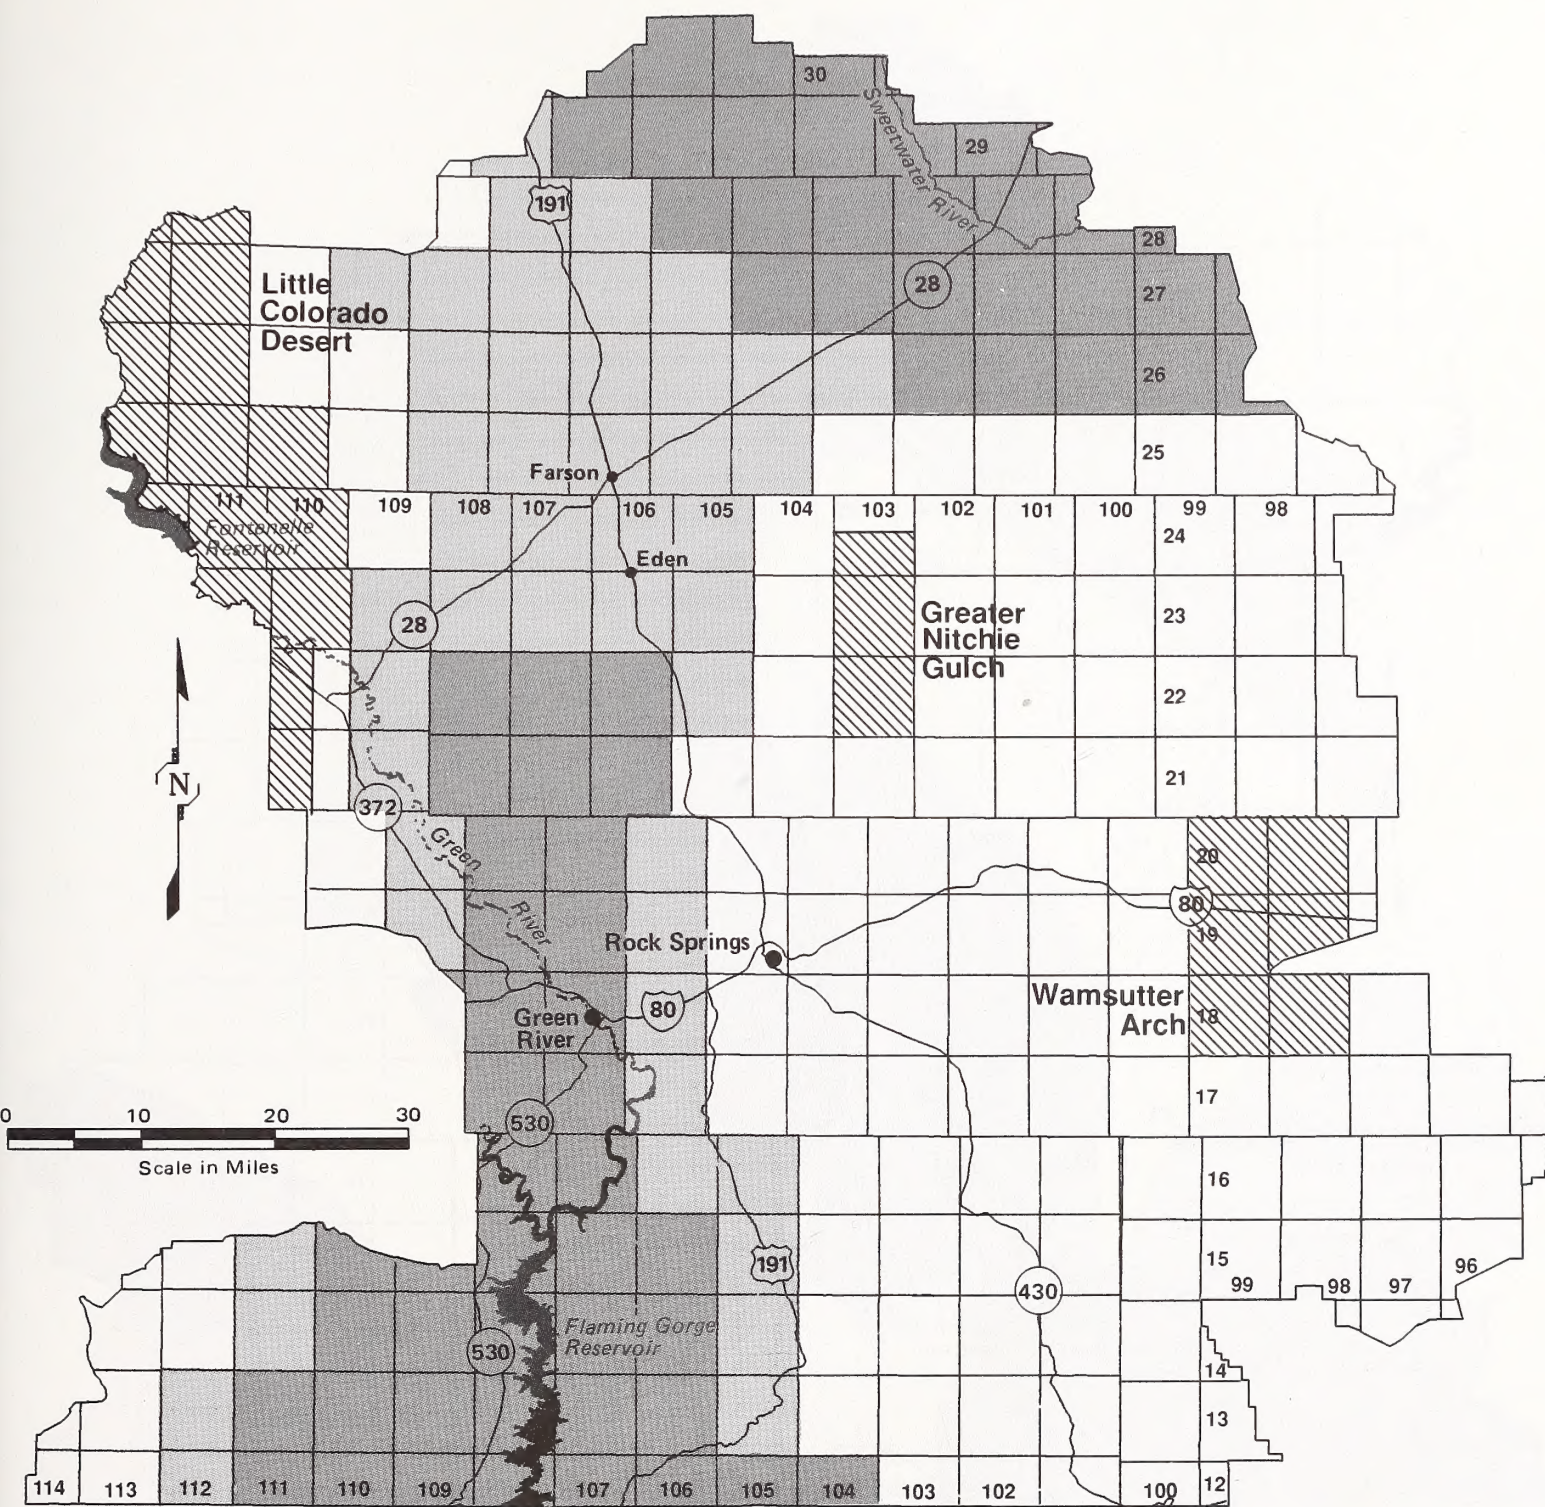 30
Sweetwater River
29
191
28
28
27
Little
Colorado
Desert
26
25
Farson
111 110 109 108 107 106 105 104 103 102 101 100 99 98
Fontenelle
Reservoir
24
Eden
28
23
Greater
Nitchie
Gulch
22
21
N
372
Green
River
20
80
19
Rock Springs
Wamsutter
Arch
18
80
Green
River
17
0 10 20 30
Scale in Miles
530
16
15
99 98 97 96
191
430
Flaming Gorge
Reservoir
530
14
13
114 113 112 111 110 109 107 106 105 104 103 102 100 12